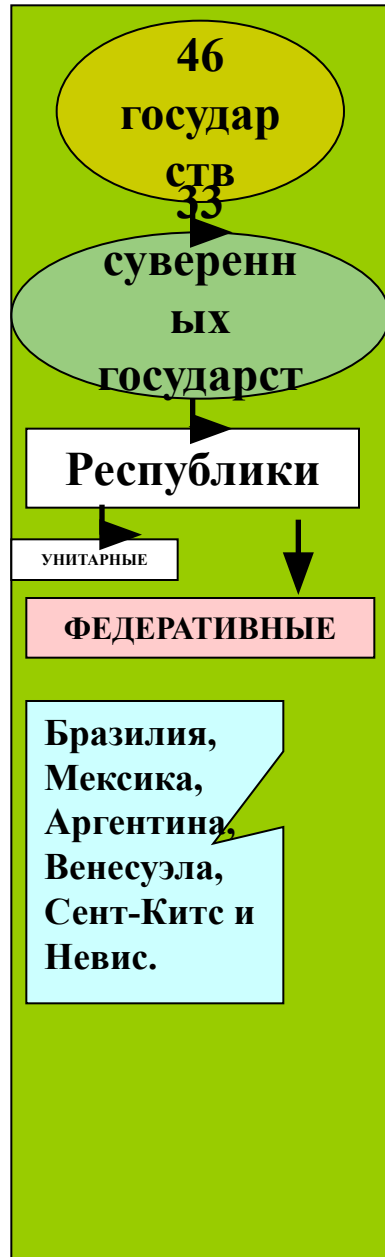 46
государ
ств
33
суверенн
ых
государст
Республики
УНИТАРНЫЕ
ФЕДЕРАТИВНЫЕ
Бразилия,
Мексика,
Аргентина,
Венесуэла,
Сент-Китс и
Невис.